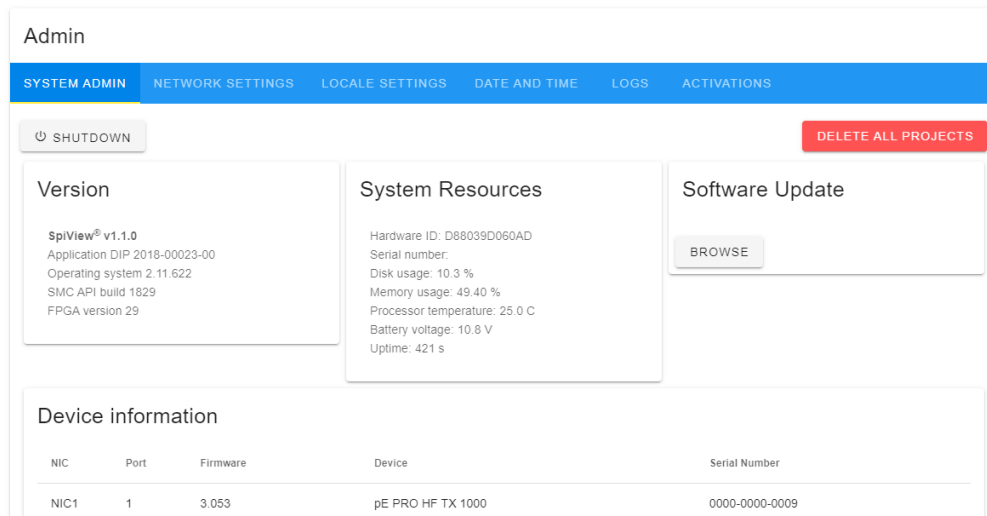 Admin
SYSTEM ADMIN NETWORK SETTINGS LOCALE SETTINGS DATE AND TIME LOGS ACTIVATIONS
SHUTDOWN
DELETE ALL PROJECTS
Version
SpiView® v1.1.0
Application DIP 2018-00023-00
Operating system 2.11.622
SMC API build 1829
FPGA version 29
System Resources
Hardware ID: D88039D060AD
Serial number:
Disk usage: 10.3 %
Memory usage: 49.40 %
Processor temperature: 25.0 C
Battery voltage: 10.8 V
Uptime: 421 s
Software Update
BROWSE
Device information
NIC Port Firmware Device Serial Number
NIC1 1 3.053 pE PRO HF TX 1000 0000-0000-0009